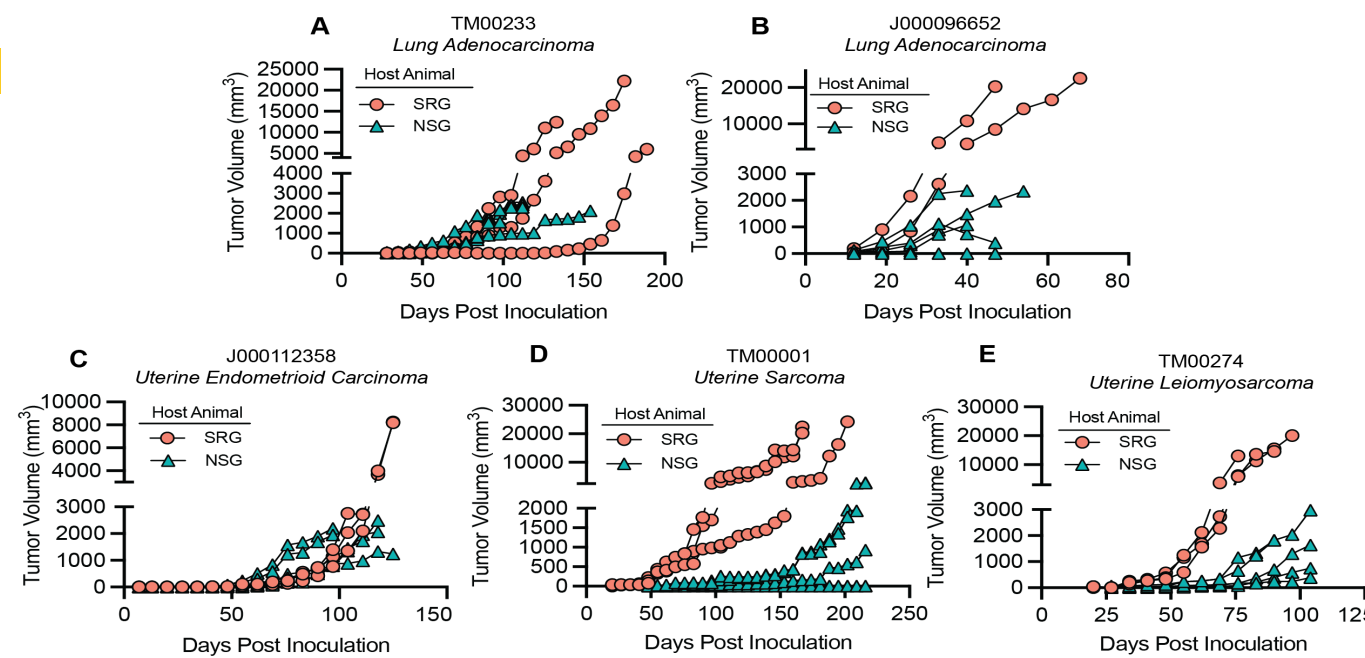 A
TM00233
Lung Adenocarcinoma
Tumor Volume (mm³)
25000
20000
15000
10000
5000
4000
3000
2000
1000
0
Host Animal
SRG
NSG
0 50 100 150 200
Days Post Inoculation
B
J000096652
Lung Adenocarcinoma
Tumor Volume (mm³)
20000
10000
3000
2000
1000
0
Host Animal
SRG
NSG
0 20 40 60 80
Days Post Inoculation
C
J000112358
Uterine Endometrioid Carcinoma
Tumor Volume (mm³)
10000
8000
6000
4000
3000
2000
1000
0
Host Animal
SRG
NSG
0 50 100 150
Days Post Inoculation
D
TM00001
Uterine Sarcoma
Tumor Volume (mm³)
30000
20000
10000
2000
1500
1000
500
0
Host Animal
SRG
NSG
0 50 100 150 200 250
Days Post Inoculation
E
TM00274
Uterine Leiomyosarcoma
Tumor Volume (mm³)
30000
20000
10000
3000
2000
1000
0
Host Animal
SRG
NSG
0 25 50 75 100
Days Post Inoculation